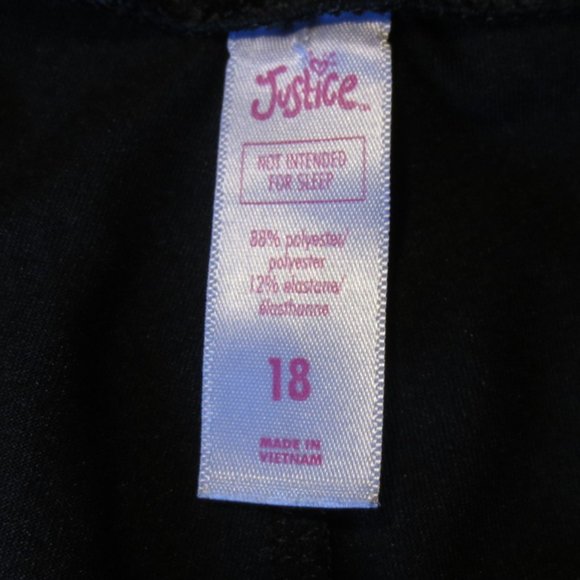 Justice
NOT INTENDED
FOR SLEEP
88% polyester/
polyester
12% elastane/
élasthanne
18
MADE IN
VIETNAM